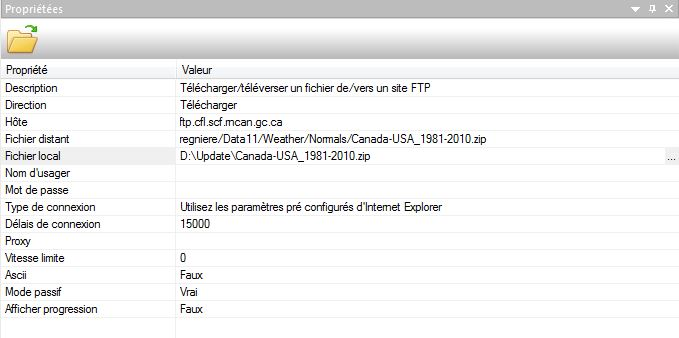 Propriétées
Propriété Valeur
Description Télécharger/téléverser un fichier de/vers un site FTP
Direction Télécharger
Hôte ftp.cfl.scf.rncan.gc.ca
Fichier distant regniere/Data11/Weather/Normals/Canada-USA_1981-2010.zip
Fichier local D:\Update\Canada-USA_1981-2010.zip ...
Nom d'usager
Mot de passe
Type de connexion Utilisez les paramètres pré configurés d'Internet Explorer
Délais de connexion 15000
Proxy
Vitesse limite 0
Ascii Faux
Mode passif Vrai
Afficher progression Faux